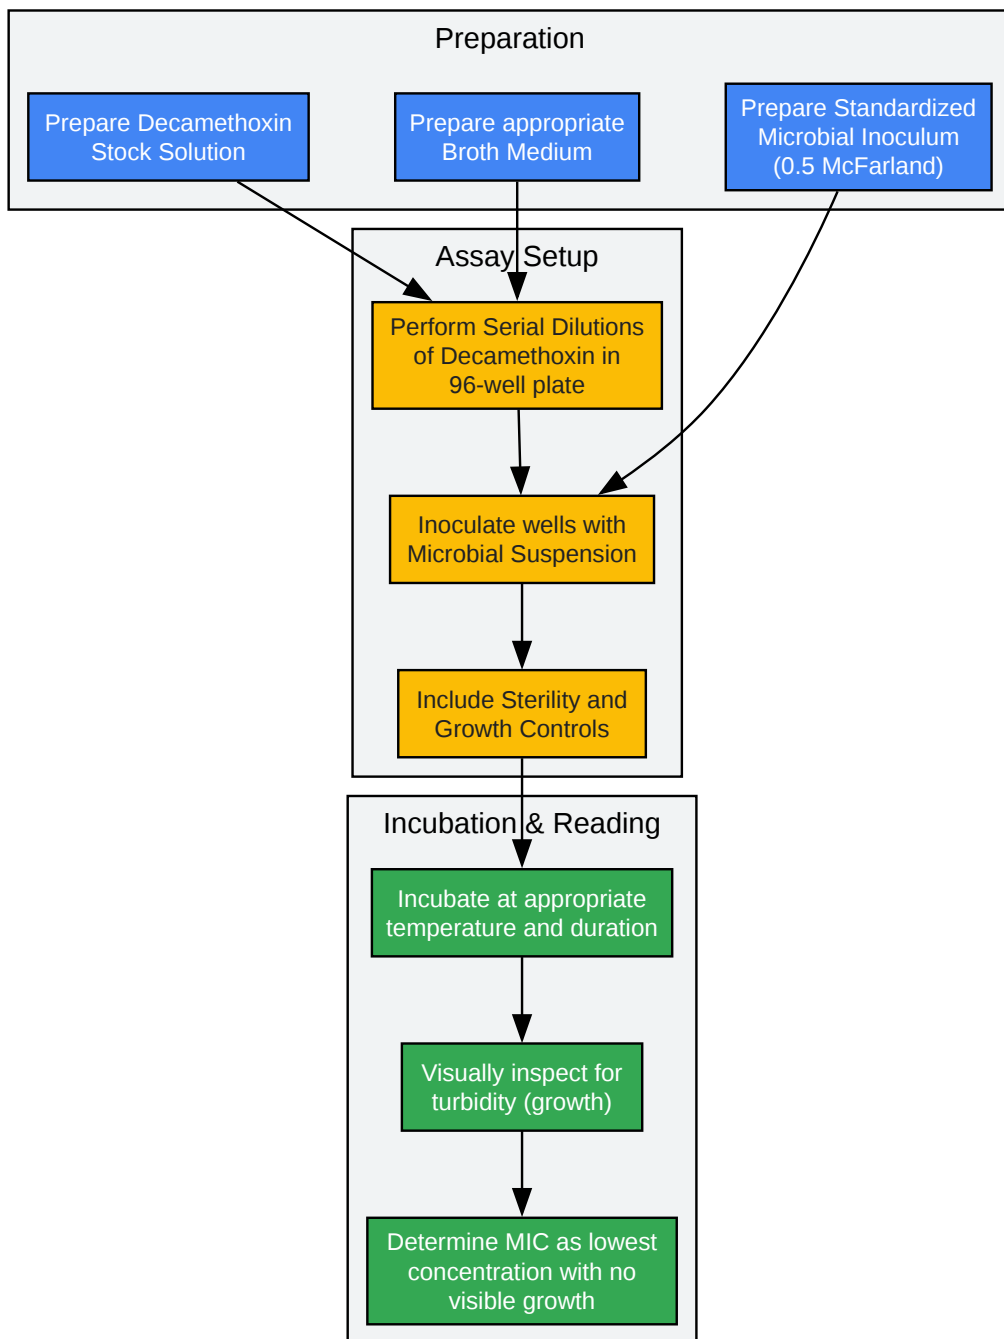 Preparation
Prepare Decamethoxin
Stock Solution
Prepare appropriate
Broth Medium
Prepare Standardized
Microbial Inoculum
(0.5 McFarland)
Assay Setup
Perform Serial Dilutions
of Decamethoxin in
96-well plate
Inoculate wells with
Microbial Suspension
Include Sterility and
Growth Controls
Incubation & Reading
Incubate at appropriate
temperature and duration
Visually inspect for
turbidity (growth)
Determine MIC as lowest
concentration with no
visible growth